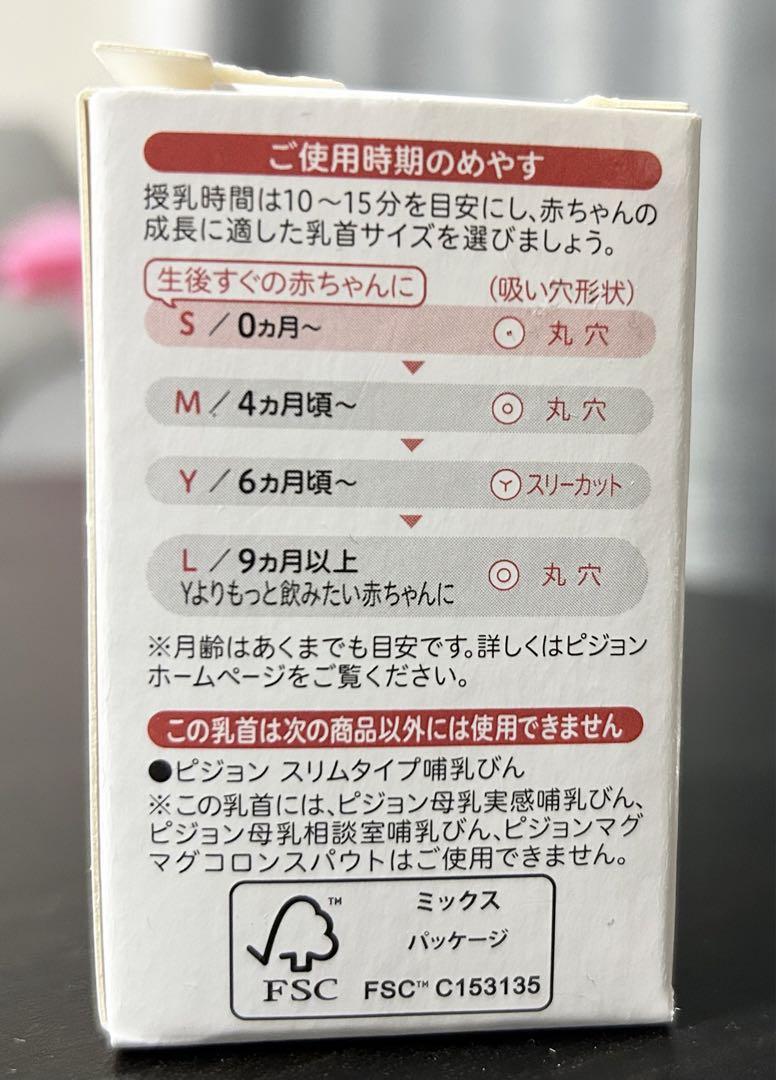 ご使用時期のめやす
授乳時間は10〜15分を目安にし、赤ちゃんの
成長に適した乳首サイズを選びましょう。
生後すぐの赤ちゃんに (吸い穴形状)
S / 0ヵ月〜 丸穴
M / 4ヵ月頃〜 丸穴
Y / 6ヵ月頃〜 Y スリーカット
L / 9ヵ月以上 丸穴
Yよりもっと飲みたい赤ちゃんに
※月齢はあくまでも目安です。詳しくはピジョン
ホームページをご覧ください。
この乳首は次の商品以外には使用できません
●ピジョン スリムタイプ哺乳びん
※この乳首には、ピジョン母乳実感哺乳びん、
ピジョン母乳相談室哺乳びん、ピジョンマグ
マグコロンスパウトはご使用できません。
TM ミックス
パッケージ
FSC FSC™ C153135